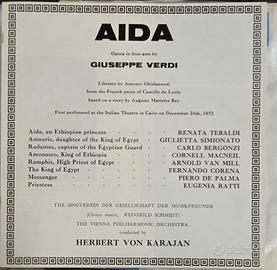 AIDA
Opera in four acts by
GIUSEPPE VERDI
Libretto by Antonio Ghislanzoni
from the French prose of Camille du Locle
based on a story by Auguste Mariette Bey
First performed at the Italian Theatre in Cairo on December 24th, 1871
Aida, an Ethiopian princess - - - - - RENATA TEBALDI
Amneris, daughter of the King of Egypt - - GIULIETTA SIMIONATO
Radames, captain of the Egyptian Guard - - CARLO BERGONZI
Amonasro, King of Ethiopia - - - - CORNELL MACNEIL
Ramphis, High Priest of Egypt - - - - ARNOLD VAN MILL
The King of Egypt - - - - - - FERNANDO CORENA
Messenger - - - - - - - PIERO DE PALMA
Priestess - - - - - - - EUGENIA RATTI
THE SINGVEREIN DER GESELLSCHAFT DER MUSIKFREUNDE
(Chorus master, REINHOLD SCHMIDT)
THE VIENNA PHILHARMONIC ORCHESTRA
conducted by
HERBERT VON KARAJAN
subito